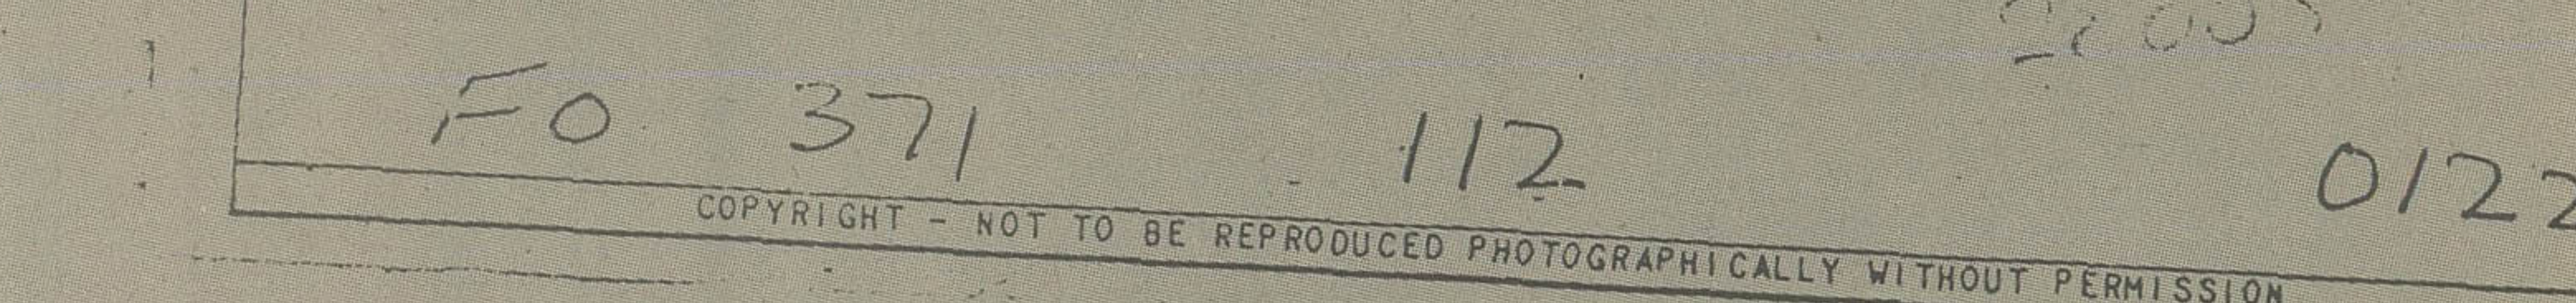 FO 371 112 0122
COPYRIGHT - NOT TO BE REPRODUCED PHOTOGRAPHICALLY WITHOUT PERMISSION